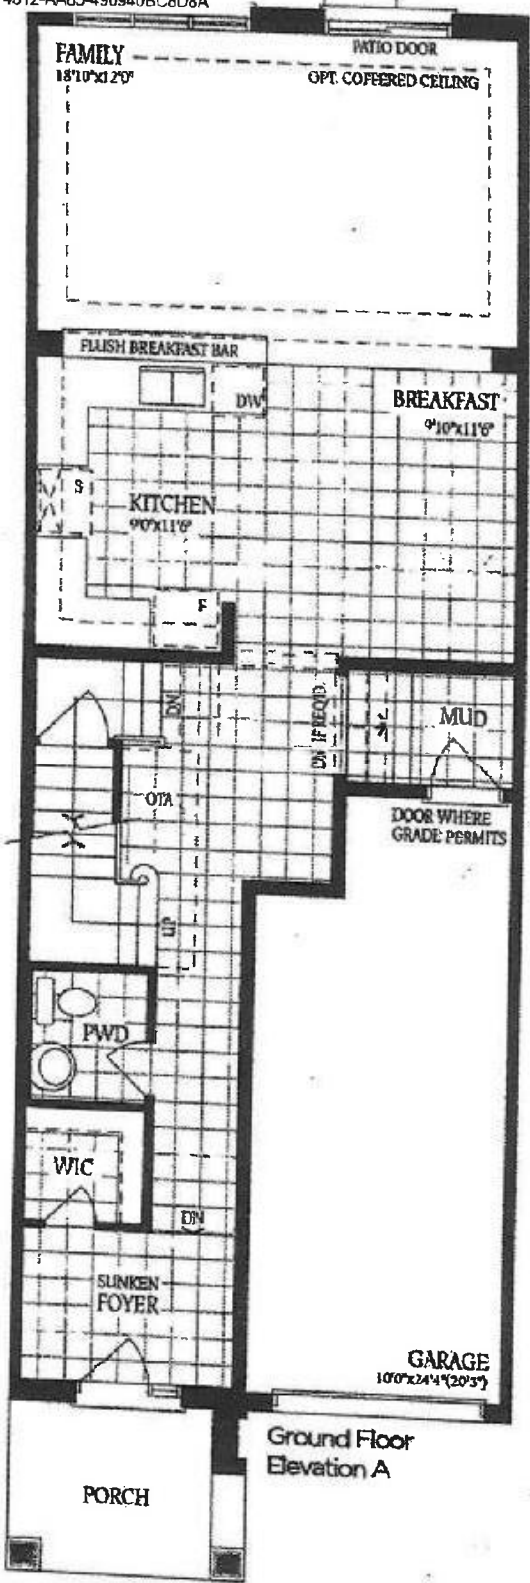 FAMILY
18'10"x12'0"
PATIO DOOR
OPT. COFFERED CEILING
FLUSH BREAKFAST BAR
DW
BREAKFAST
9'10"x11'6"
S
KITCHEN
9'0"x11'6"
F
DN
DN IF REQ'D.
MUD
OTA
DOOR WHERE
GRADE PERMITS
UP
PWD
WIC
DN
SUNKEN
FOYER
GARAGE
10'0"x24'4"(20'3")
Ground Floor
Elevation A
PORCH